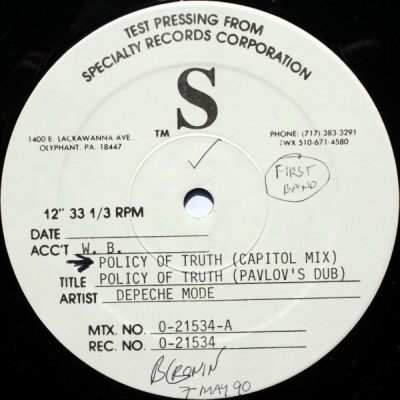 TEST PRESSING FROM
SPECIALTY RECORDS CORPORATION
S
TM
1400 E. LACKAWANNA AVE.
OLYPHANT, PA. 18447
PHONE: (717) 383-3291
TWX 510-671-4580
FIRST
BAND
12" 33 1/3 RPM
DATE
ACC'T W. B.
POLICY OF TRUTH (CAPITOL MIX)
TITLE POLICY OF TRUTH (PAVLOV'S DUB)
ARTIST DEPECHE MODE
MTX. NO. 0-21534-A
REC. NO. 0-21534
7 MAY 90